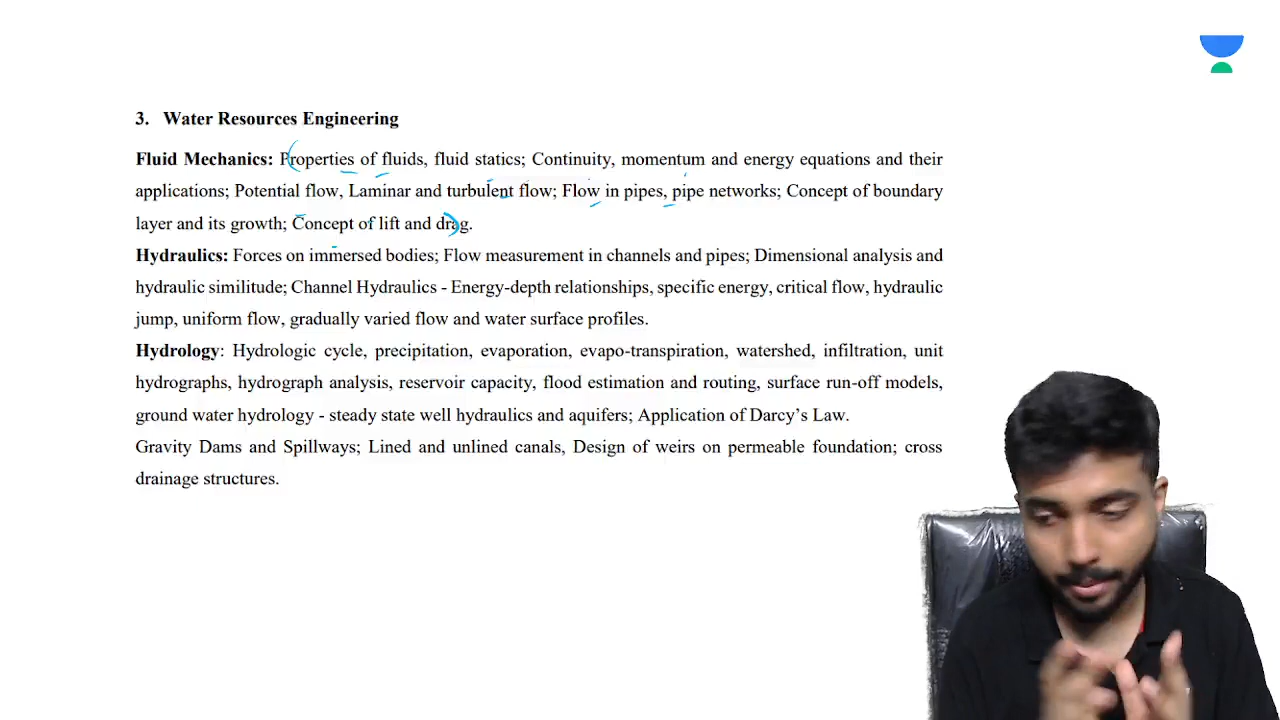 3. Water Resources Engineering
Fluid Mechanics: Properties of fluids, fluid statics; Continuity, momentum and energy equations and their
applications; Potential flow, Laminar and turbulent flow; Flow in pipes, pipe networks; Concept of boundary
layer and its growth; Concept of lift and drag.
Hydraulics: Forces on immersed bodies; Flow measurement in channels and pipes; Dimensional analysis and
hydraulic similitude; Channel Hydraulics - Energy-depth relationships, specific energy, critical flow, hydraulic
jump, uniform flow, gradually varied flow and water surface profiles.
Hydrology: Hydrologic cycle, precipitation, evaporation, evapo-transpiration, watershed, infiltration, unit
hydrographs, hydrograph analysis, reservoir capacity, flood estimation and routing, surface run-off models,
ground water hydrology - steady state well hydraulics and aquifers; Application of Darcy's Law.
Gravity Dams and Spillways; Lined and unlined canals, Design of weirs on permeable foundation; cross
drainage structures.